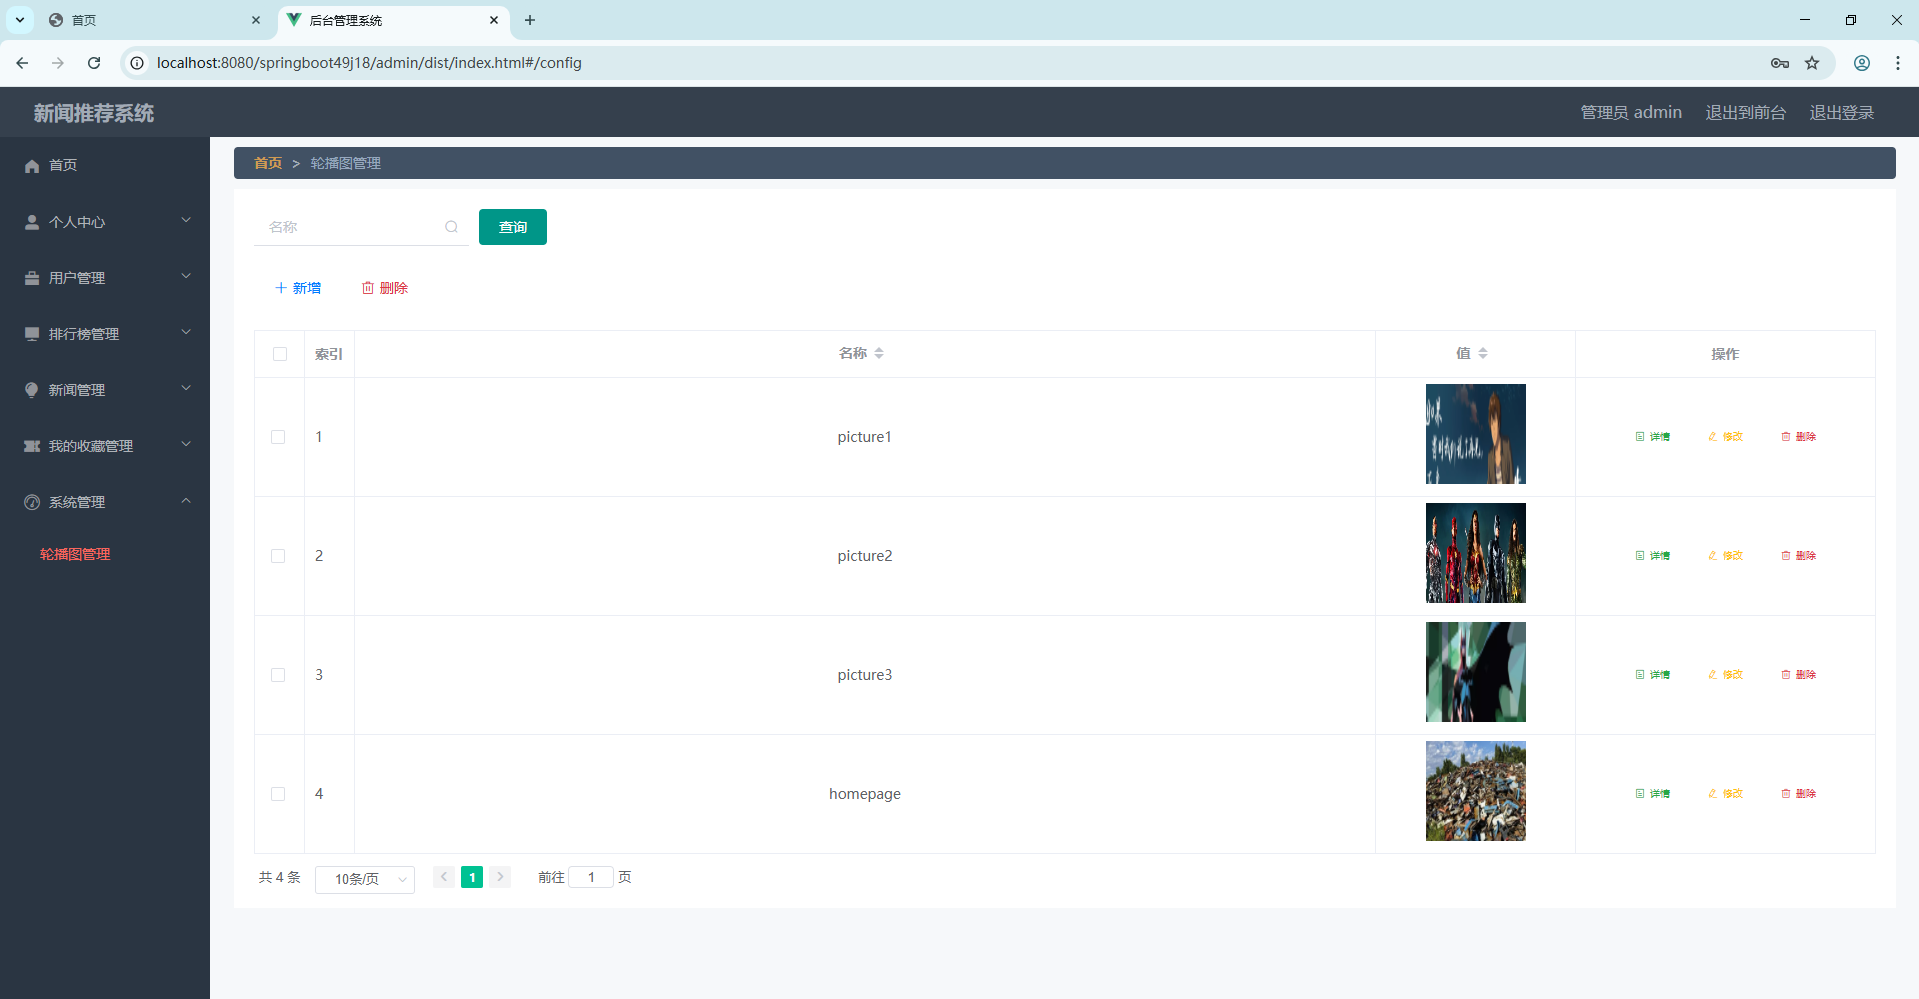 首页
后台管理系统
localhost:8080/springboot49j18/admin/dist/index.html#/config
新闻推荐系统
管理员 admin
退出到前台
退出登录
首页
个人中心
用户管理
排行榜管理
新闻管理
我的收藏管理
系统管理
轮播图管理
首页 > 轮播图管理
名称
查询
新增
删除
索引 名称 值 操作
1 picture1 详情 修改 删除
2 picture2 详情 修改 删除
3 picture3 详情 修改 删除
4 homepage 详情 修改 删除
共 4 条 10条/页 1 前往 1 页